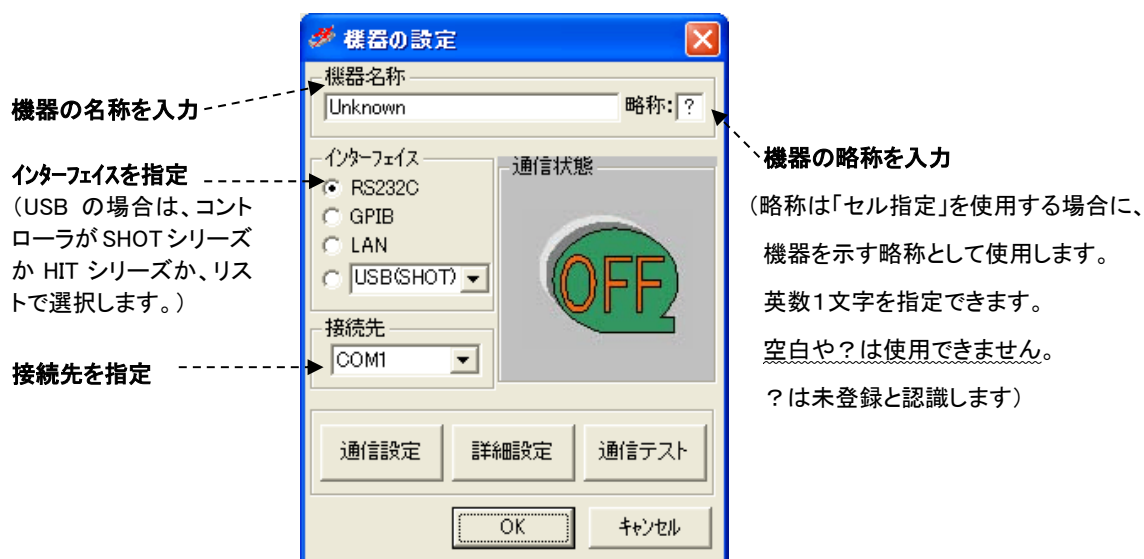 機器の設定
機器名称
Unknown
略称:
?
インターフェイス
RS232C
GPIB
LAN
USB(SHOT)
通信状態
OFF
接続先
COM1
通信設定
詳細設定
通信テスト
OK
キャンセル
機器の名称を入力
インターフェイスを指定
(USB の場合は、コント
ローラが SHOT シリーズ
か HIT シリーズか、リス
トで選択します。)
接続先を指定
機器の略称を入力
(略称は「セル指定」を使用する場合に、
機器を示す略称として使用します。
英数1文字を指定できます。
空白や?は使用できません。
?は未登録と認識します)